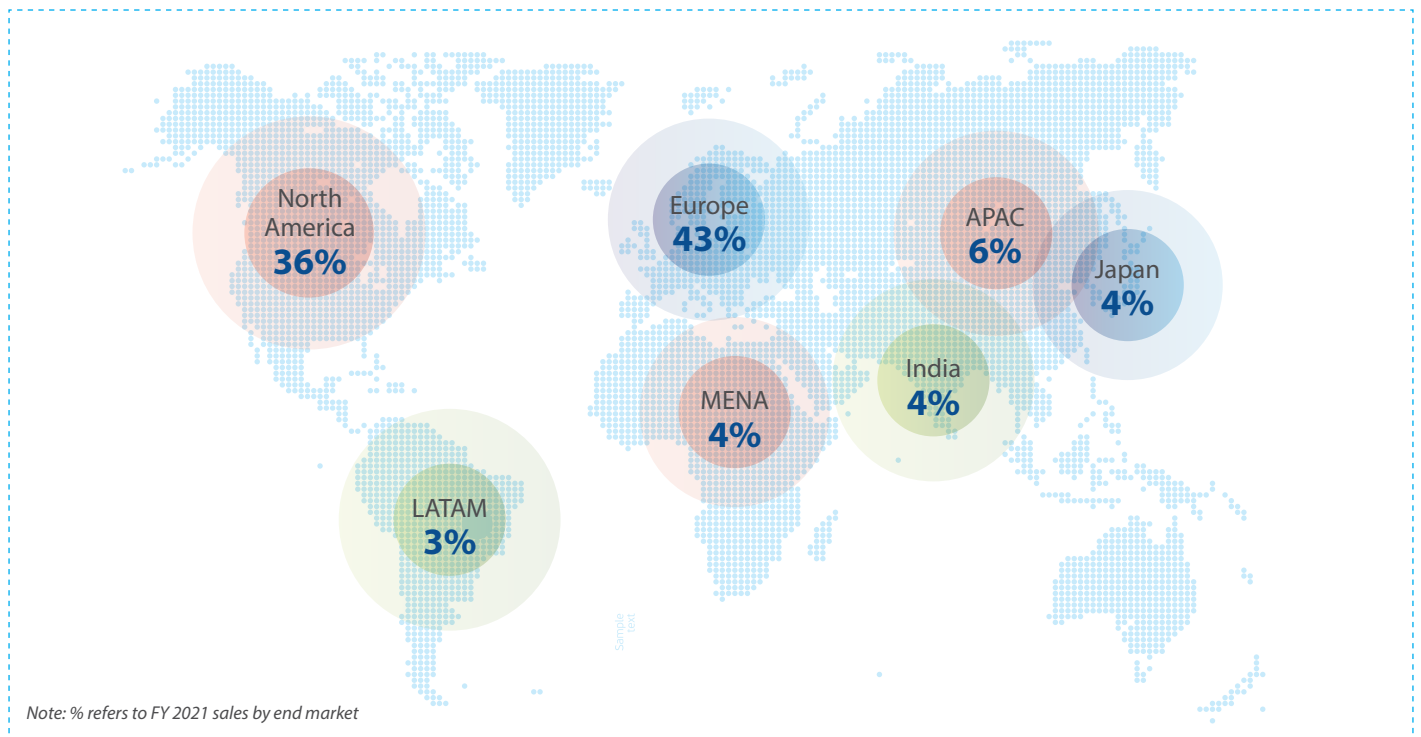 North
America
36%
Europe
43%
APAC
6%
Japan
4%
India
4%
MENA
4%
LATAM
3%
Sample
text
Note: % refers to FY 2021 sales by end market